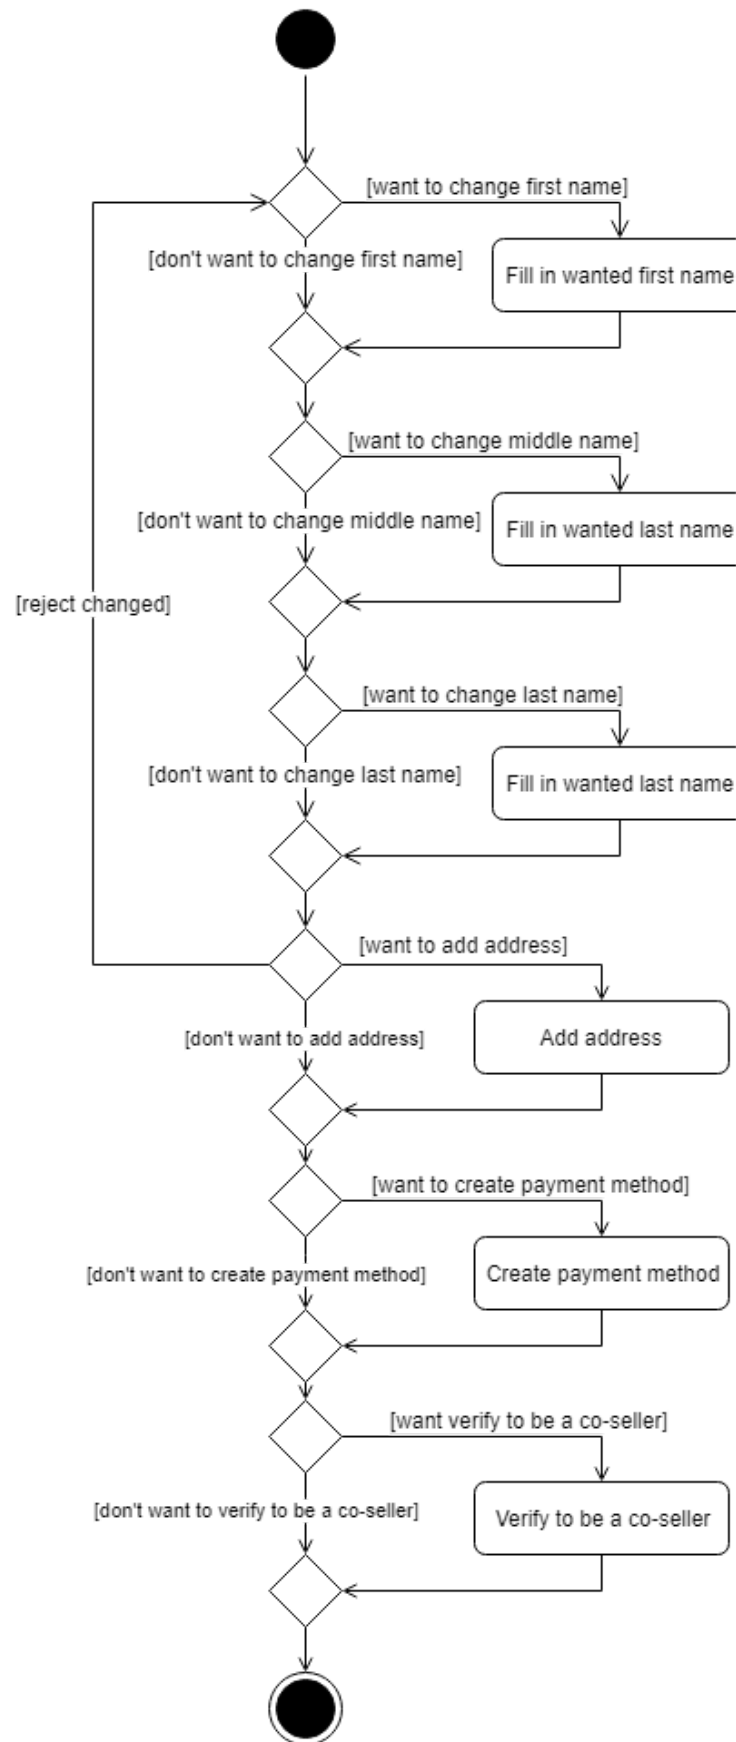 [want to change first name]
[don't want to change first name]
Fill in wanted first name
[want to change middle name]
[don't want to change middle name]
Fill in wanted last name
[reject changed]
[want to change last name]
[don't want to change last name]
Fill in wanted last name
[want to add address]
[don't want to add address]
Add address
[want to create payment method]
[don't want to create payment method]
Create payment method
[want verify to be a co-seller]
[don't want to verify to be a co-seller]
Verify to be a co-seller